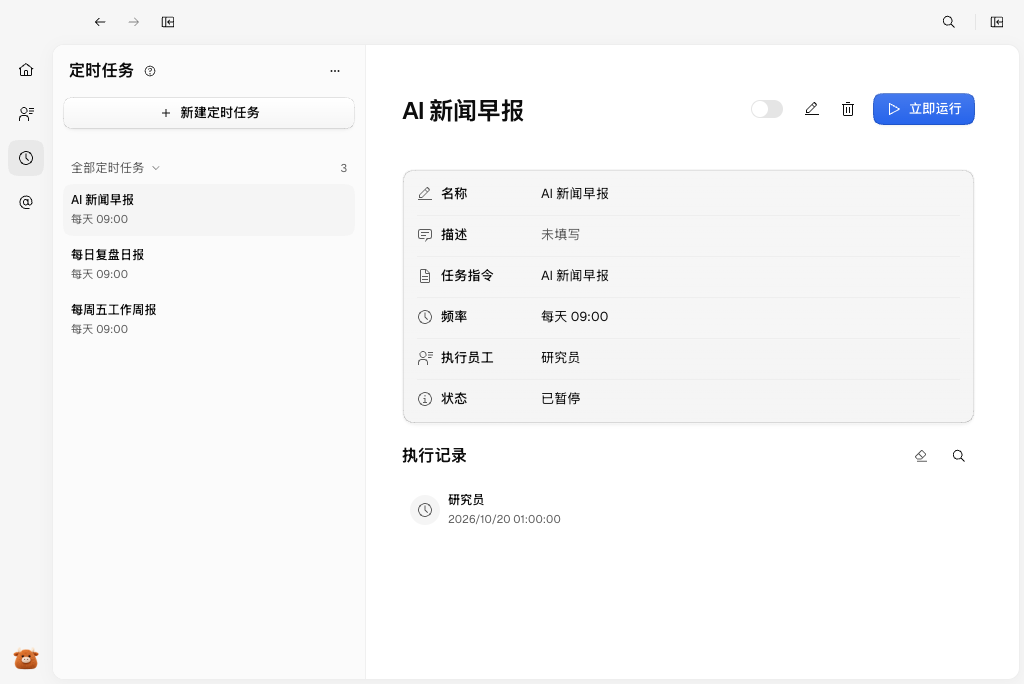 定时任务
新建定时任务
全部定时任务 3
AI 新闻早报
每天 09:00
每日复盘日报
每天 09:00
每周五工作周报
每天 09:00
AI 新闻早报
立即运行
名称 AI 新闻早报
描述 未填写
任务指令 AI 新闻早报
频率 每天 09:00
执行员工 研究员
状态 已暂停
执行记录
研究员
2026/10/20 01:00:00